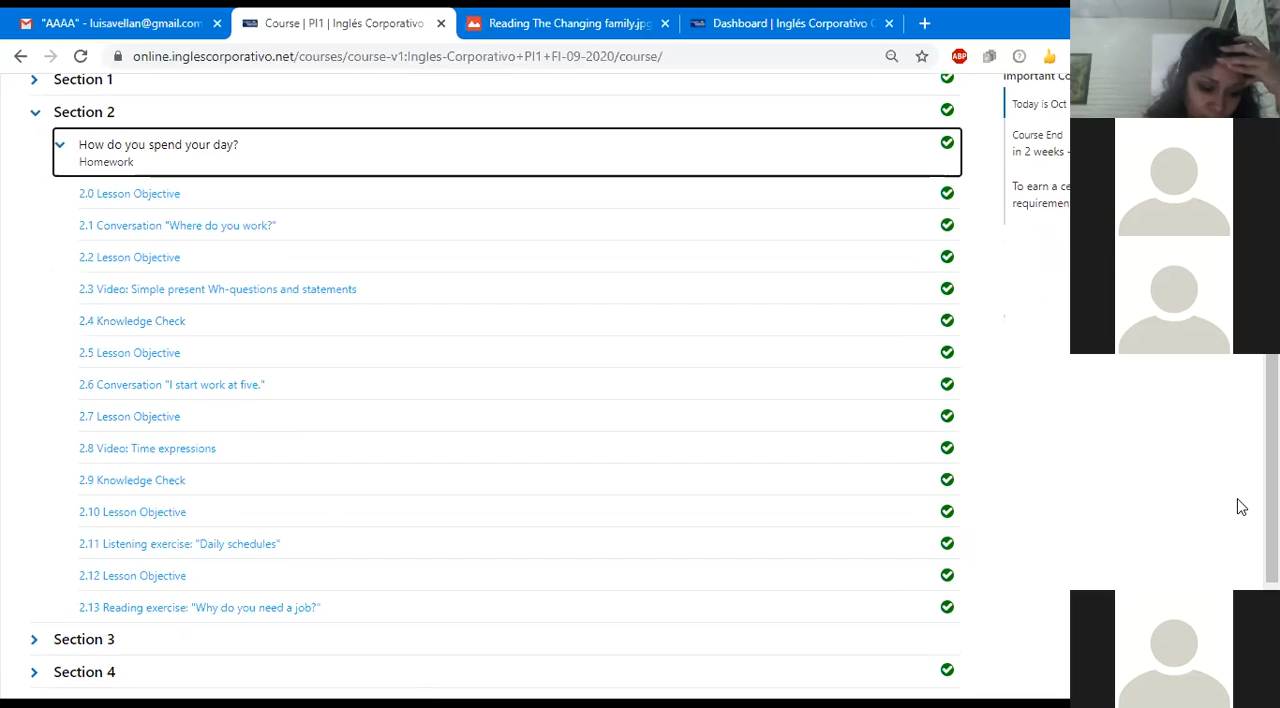 "AAAA" - luisavellan@gmail.com
Course | PI1 | Inglés Corporativo
Reading The Changing family.jpg
Dashboard | Inglés Corporativo C
online.inglescorporativo.net/courses/course-v1:Ingles-Corporativo+PI1+FI-09-2020/course/
ABP
Section 1
Important Co
Today is Oct
Section 2
Course End
in 2 weeks -
How do you spend your day?
Homework
To earn a ce
requiremen
2.0 Lesson Objective
2.1 Conversation "Where do you work?"
2.2 Lesson Objective
2.3 Video: Simple present Wh-questions and statements
2.4 Knowledge Check
2.5 Lesson Objective
2.6 Conversation "I start work at five."
2.7 Lesson Objective
2.8 Video: Time expressions
2.9 Knowledge Check
2.10 Lesson Objective
2.11 Listening exercise: "Daily schedules"
2.12 Lesson Objective
2.13 Reading exercise: "Why do you need a job?"
Section 3
Section 4